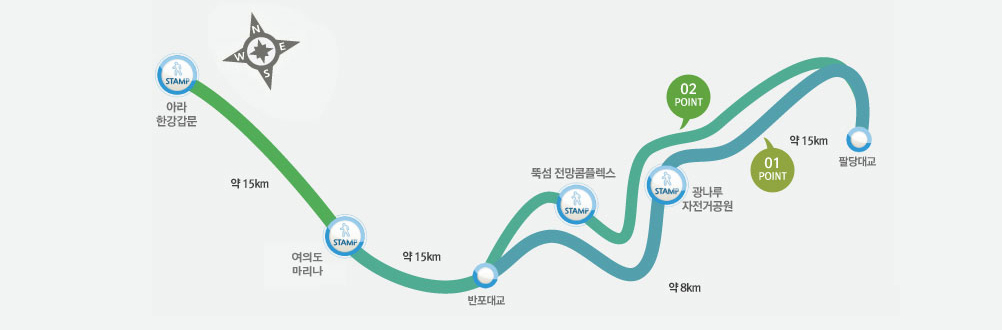 N
E
W
S
STAMP
아라
한강갑문
약 15km
STAMP
여의도
마리나
약 15km
반포대교
뚝섬 전망콤플렉스
STAMP
02
POINT
STAMP
광나루
자전거공원
약 8km
약 15km
01
POINT
팔당대교